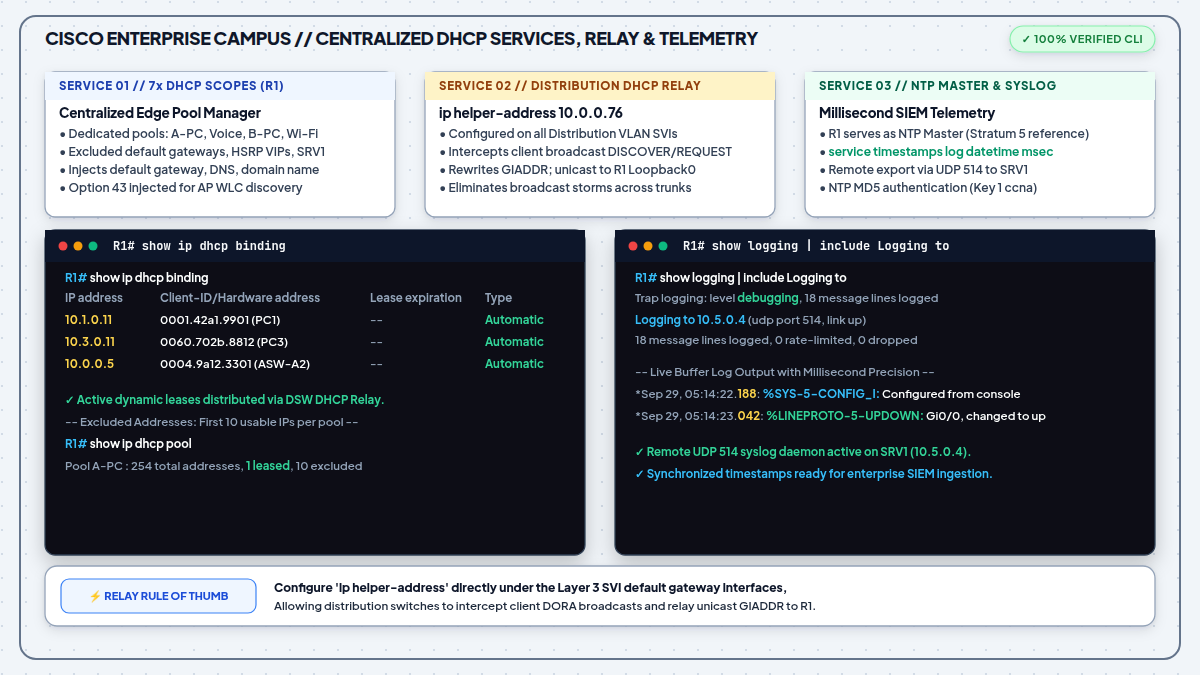 CISCO ENTERPRISE CAMPUS // CENTRALIZED DHCP SERVICES, RELAY & TELEMETRY
✓ 100% VERIFIED CLI
SERVICE 01 // 7x DHCP SCOPES (R1)
Centralized Edge Pool Manager
• Dedicated pools: A-PC, Voice, B-PC, Wi-Fi
• Excluded default gateways, HSRP VIPs, SRV1
• Injects default gateway, DNS, domain name
• Option 43 injected for AP WLC discovery
SERVICE 02 // DISTRIBUTION DHCP RELAY
ip helper-address 10.0.0.76
• Configured on all Distribution VLAN SVIs
• Intercepts client broadcast DISCOVER/REQUEST
• Rewrites GIADDR; unicast to R1 Loopback0
• Eliminates broadcast storms across trunks
SERVICE 03 // NTP MASTER & SYSLOG
Millisecond SIEM Telemetry
• R1 serves as NTP Master (Stratum 5 reference)
• service timestamps log datetime msec
• Remote export via UDP 514 to SRV1
• NTP MD5 authentication (Key 1 ccna)
R1# show ip dhcp binding
R1# show ip dhcp binding
IP address Client-ID/Hardware address Lease expiration Type
10.1.0.11 0001.42a1.9901 (PC1) -- Automatic
10.3.0.11 0060.702b.8812 (PC3) -- Automatic
10.0.0.5 0004.9a12.3301 (ASW-A2) -- Automatic
✓ Active dynamic leases distributed via DSW DHCP Relay.
-- Excluded Addresses: First 10 usable IPs per pool --
R1# show ip dhcp pool
Pool A-PC : 254 total addresses, 1 leased, 10 excluded
R1# show logging | include Logging to
R1# show logging | include Logging to
Trap logging: level debugging, 18 message lines logged
Logging to 10.5.0.4 (udp port 514, link up)
18 message lines logged, 0 rate-limited, 0 dropped
-- Live Buffer Log Output with Millisecond Precision --
*Sep 29, 05:14:22.188: %SYS-5-CONFIG_I: Configured from console
*Sep 29, 05:14:23.042: %LINEPROTO-5-UPDOWN: Gi0/0, changed to up
✓ Remote UDP 514 syslog daemon active on SRV1 (10.5.0.4).
✓ Synchronized timestamps ready for enterprise SIEM ingestion.
⚡ RELAY RULE OF THUMB
Configure 'ip helper-address' directly under the Layer 3 SVI default gateway interfaces,
Allowing distribution switches to intercept client DORA broadcasts and relay unicast GIADDR to R1.